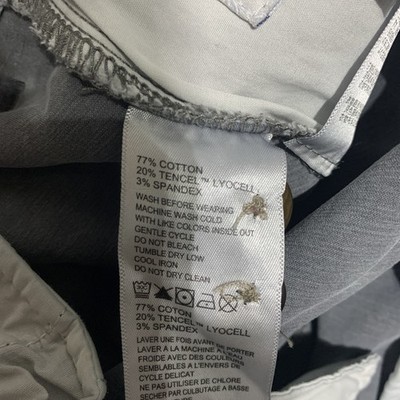 77% COTTON
20% TENCEL™ LYOCELL
3% SPANDEX
WASH BEFORE WEARING
MACHINE WASH COLD
WITH LIKE COLORS INSIDE OUT
GENTLE CYCLE
DO NOT BLEACH
TUMBLE DRY LOW
COOL IRON
DO NOT DRY CLEAN
77% COTTON
20% TENCEL™ LYOCELL
3% SPANDEX
LAVER UNE FOIS AVANT DE PORTER
LAVER A LA MACHINE A L'EAU
FROIDE AVEC DES COULEURS
SEMBLABLES A L'ENVERS DE
CYCLE DELICAT
NE PAS UTILISER DE CHLORE
SECHER PAR CULBUTAGE A BASSE